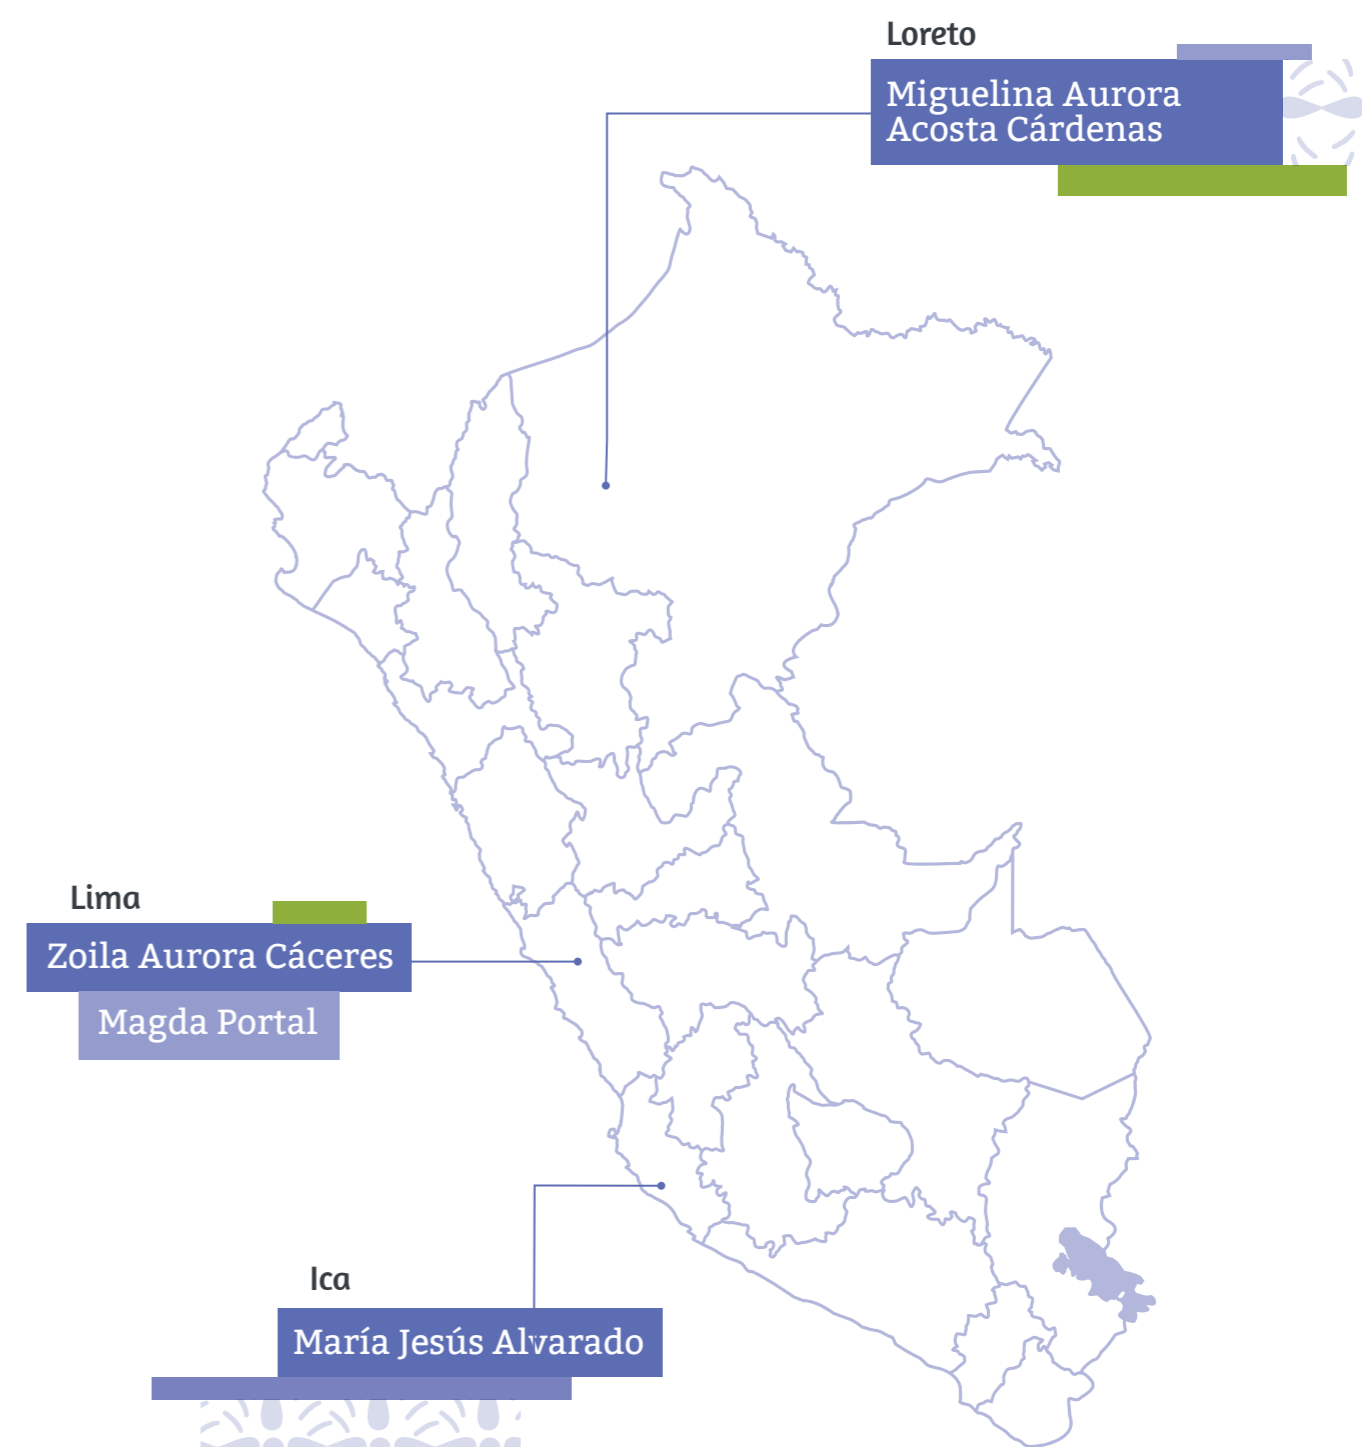 Loreto
Miguelina Aurora
Acosta Cárdenas
Lima
Zoila Aurora Cáceres
Magda Portal
Ica
María Jesús Alvarado